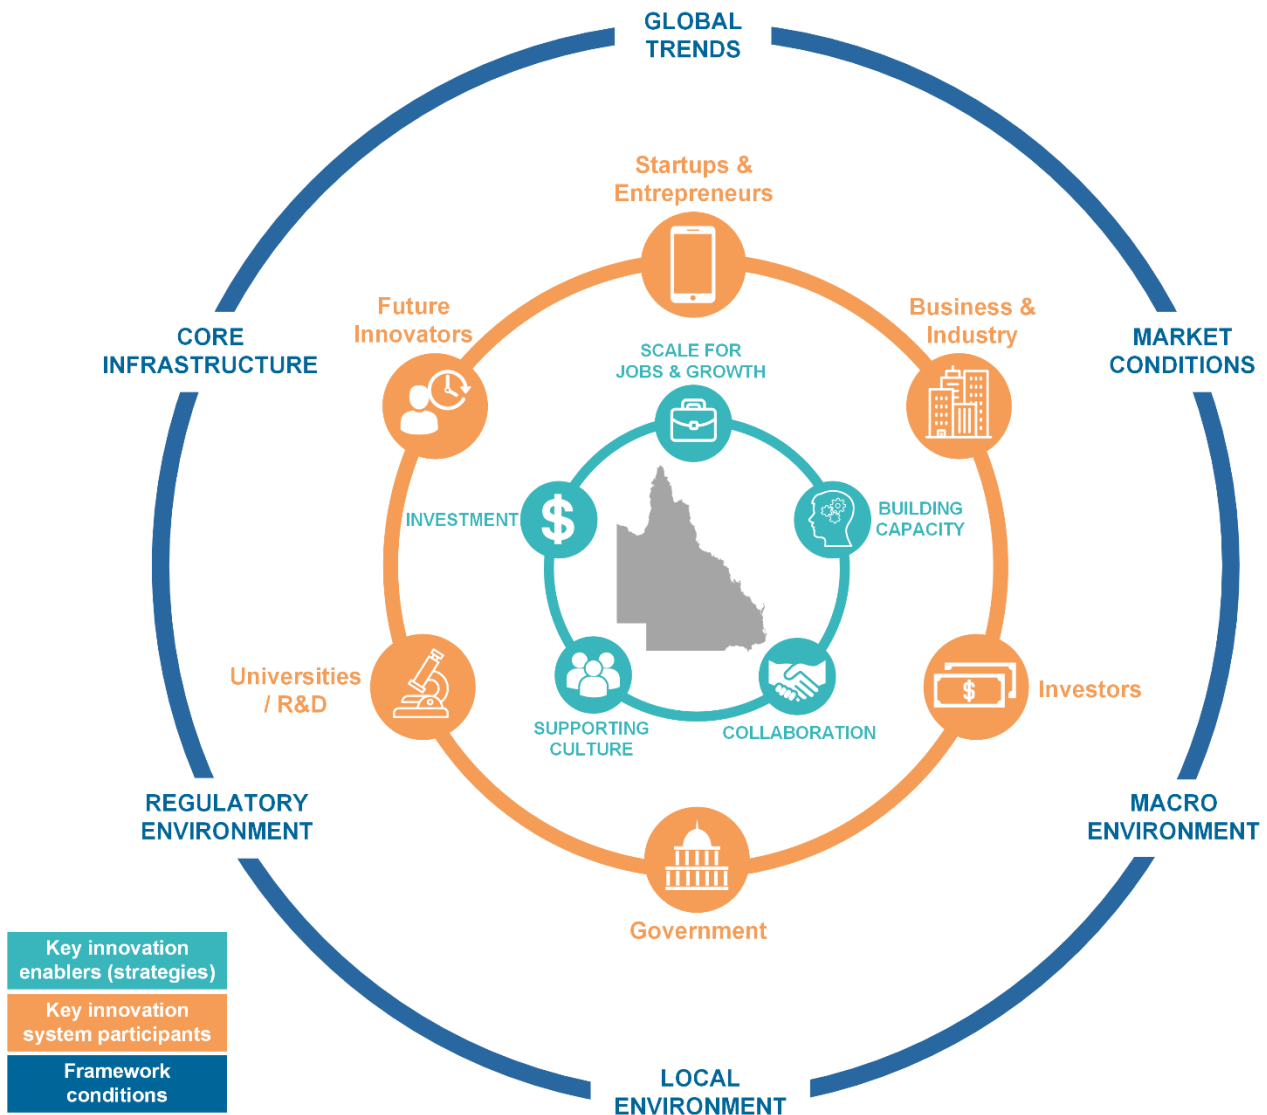 GLOBAL
TRENDS
Startups &
Entrepreneurs
Future
Innovators
Business &
Industry
CORE
INFRASTRUCTURE
MARKET
CONDITIONS
SCALE FOR
JOBS & GROWTH
INVESTMENT
$
BUILDING
CAPACITY
Universities
/ R&D
$
Investors
SUPPORTING
CULTURE
COLLABORATION
REGULATORY
ENVIRONMENT
MACRO
ENVIRONMENT
Government
Key innovation
enablers (strategies)
Key innovation
system participants
Framework
conditions
LOCAL
ENVIRONMENT